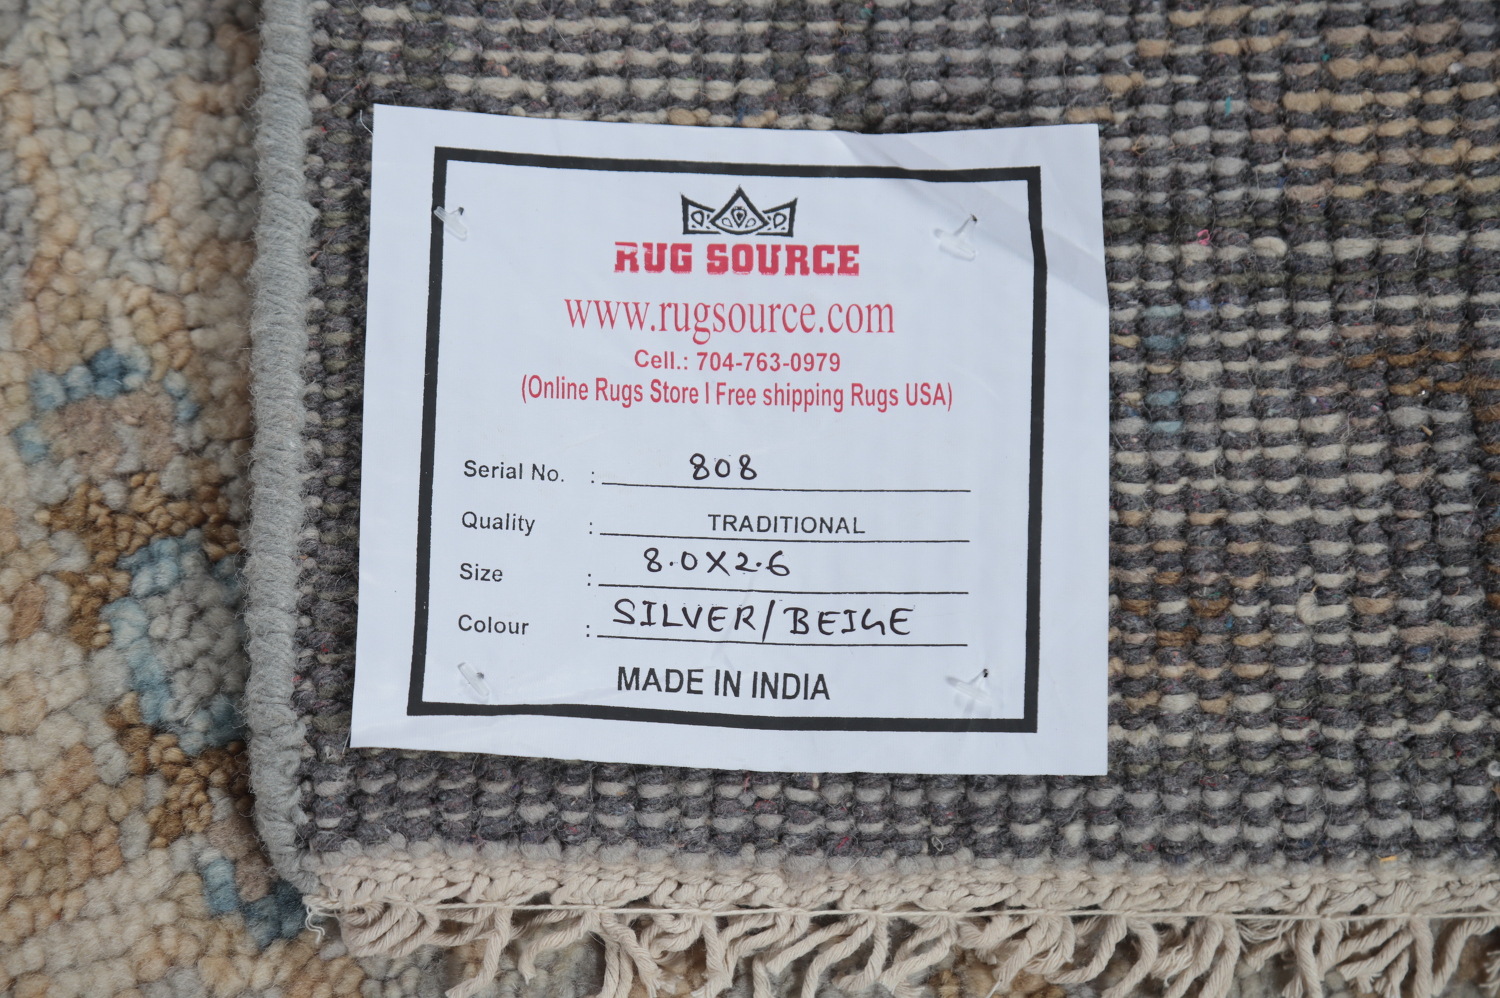 RUG SOURCE
www.rugsource.com
Cell.: 704-763-0979
(Online Rugs Store I Free shipping Rugs USA)
Serial No. : 808
Quality : TRADITIONAL
Size : 8.0X2.6
Colour : SILVER/BEIGE
MADE IN INDIA